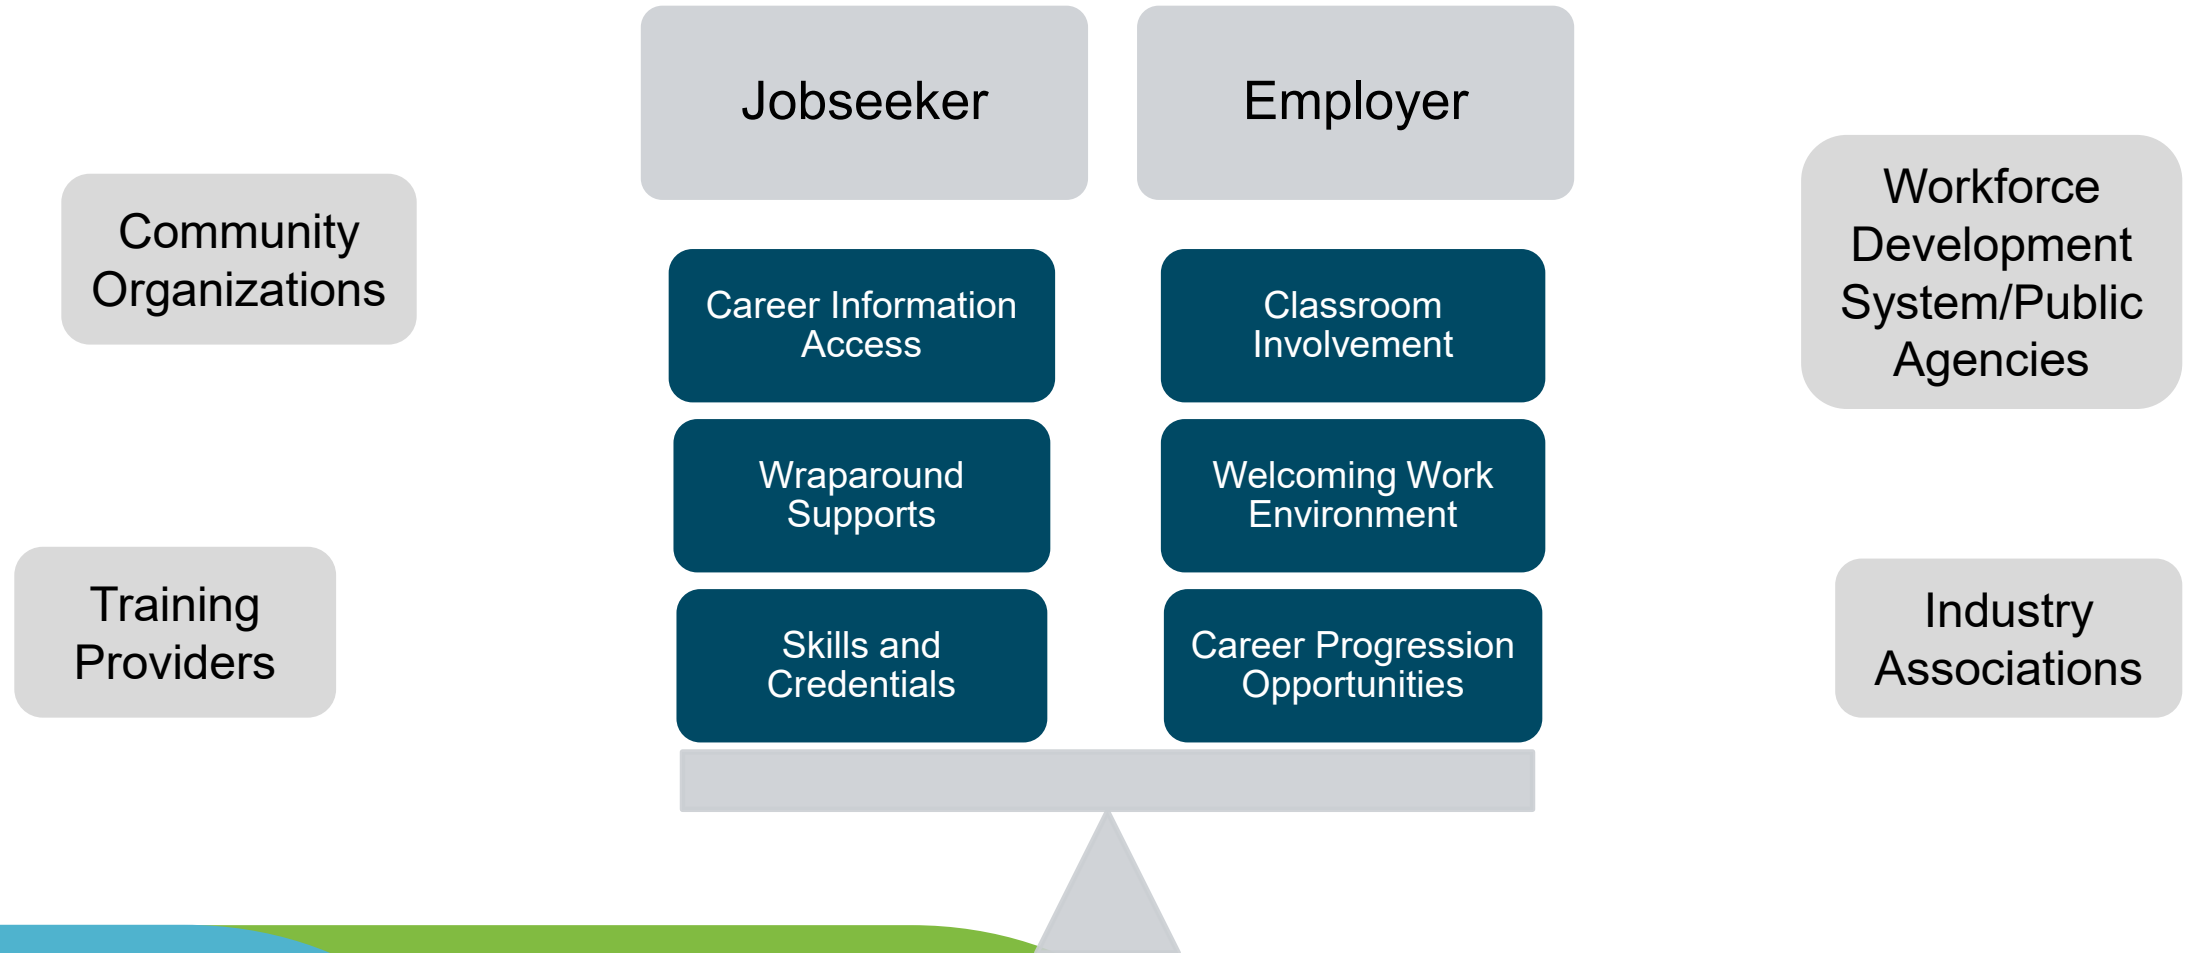 Jobseeker
Employer
Community
Organizations
Workforce
Development
System/Public
Agencies
Career Information
Access
Classroom
Involvement
Wraparound
Supports
Welcoming Work
Environment
Training
Providers
Skills and
Credentials
Career Progression
Opportunities
Industry
Associations